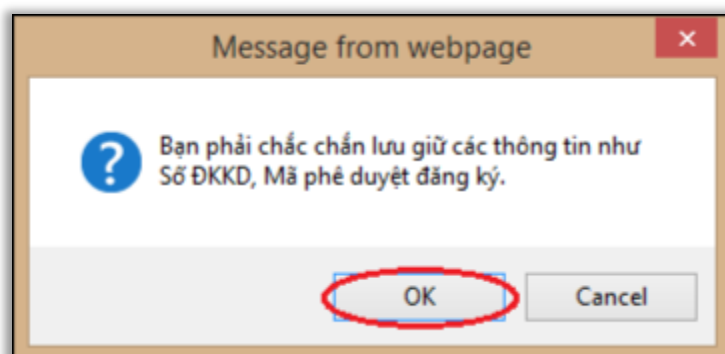 Message from webpage
Bạn phải chắc chắn lưu giữ các thông tin như
Số ĐKKD, Mã phê duyệt đăng ký.
OK
Cancel